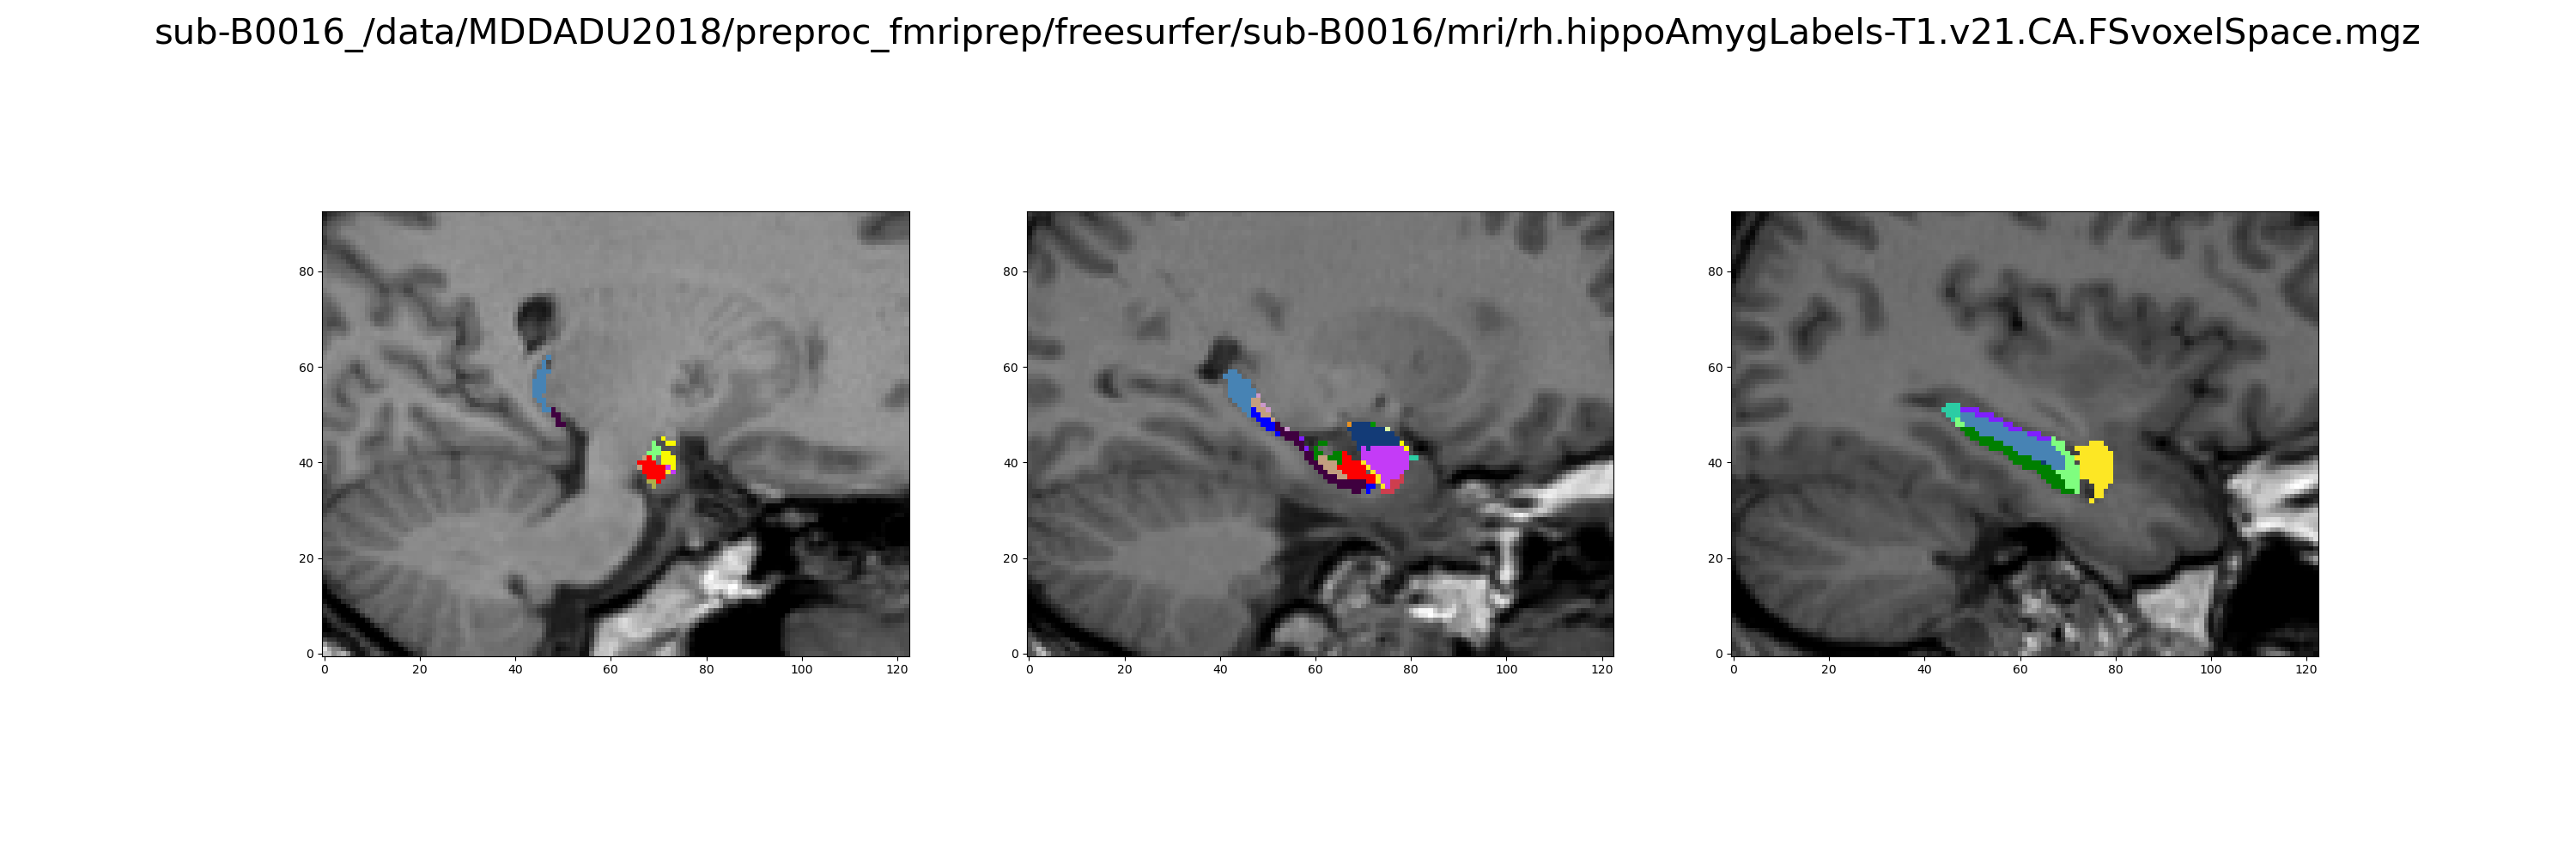 sub-B0016_/data/MDDADU2018/preproc_fmriprep/freesurfer/sub-B0016/mri/rh.hippoAmygLabels-T1.v21.CA.FSvoxelSpace.mgz
80 80 80
60 60 60
40 40 40
20 20 20
0 0 0
0 20 40 60 80 100 120 0 20 40 60 80 100 120 0 20 40 60 80 100 120